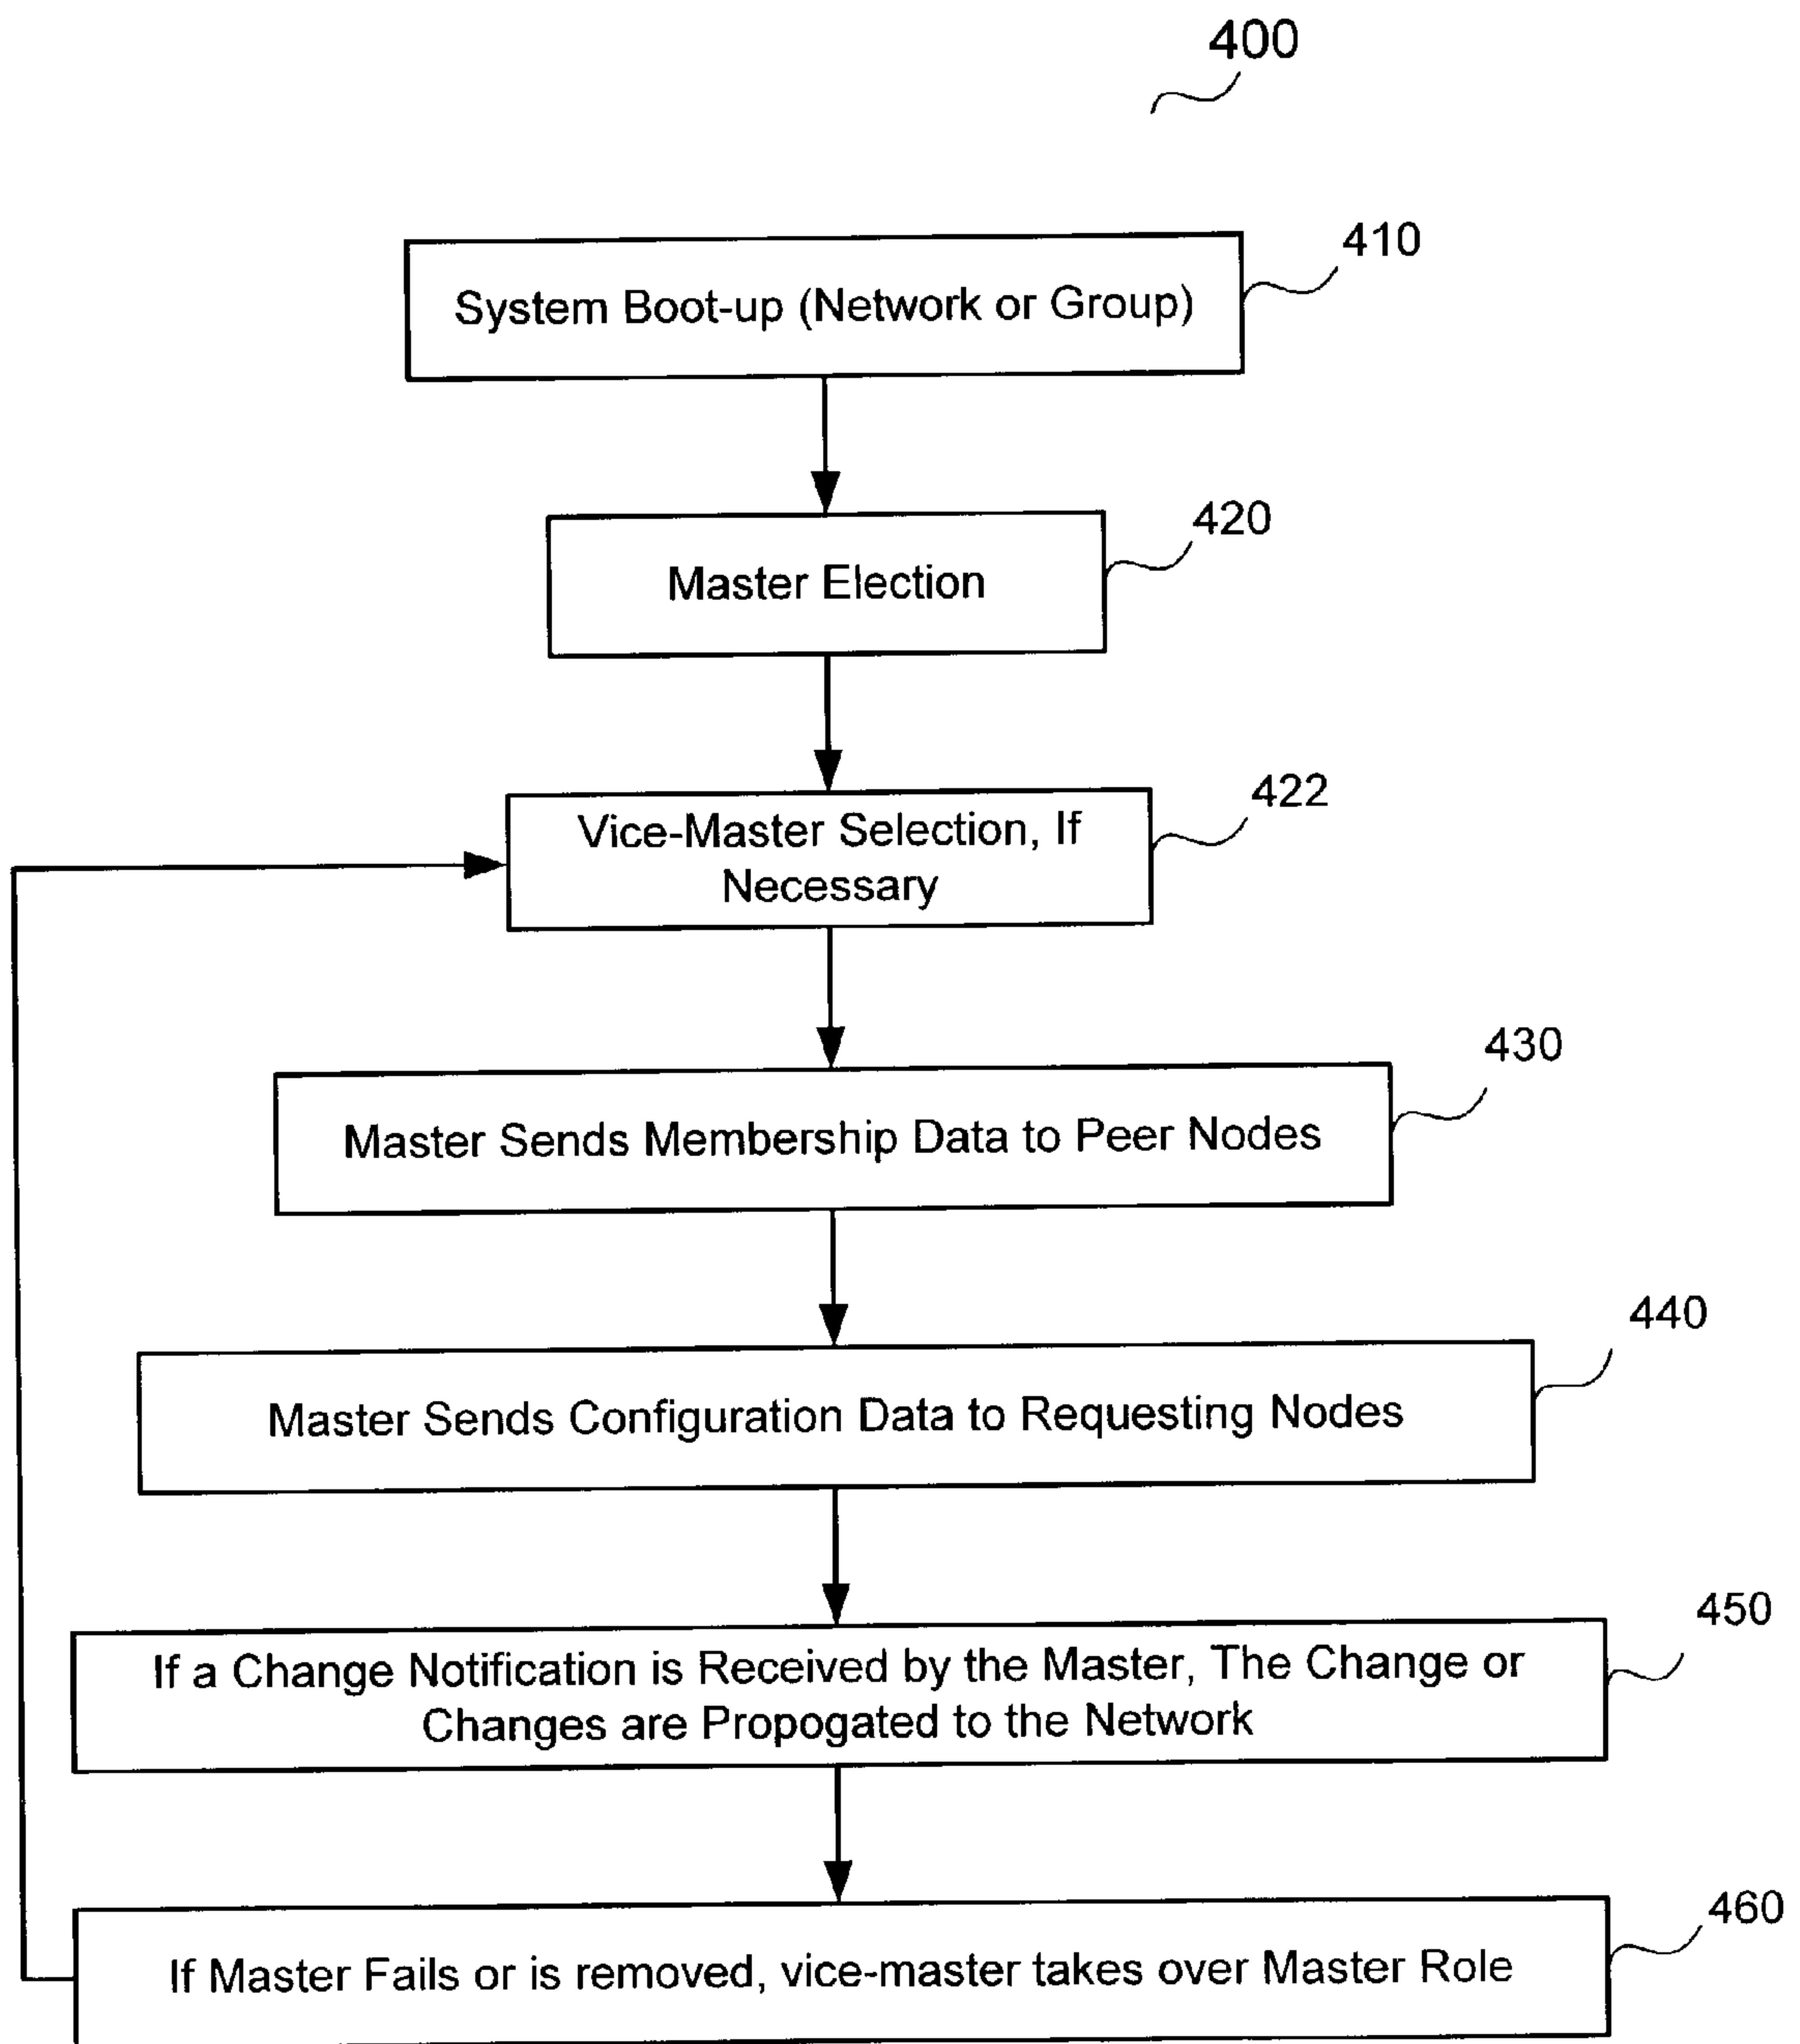 400
System Boot-up (Network or Group)
410
Master Election
420
Vice-Master Selection, If
Necessary
422
Master Sends Membership Data to Peer Nodes
430
Master Sends Configuration Data to Requesting Nodes
440
If a Change Notification is Received by the Master, The Change or
Changes are Propogated to the Network
450
If Master Fails or is removed, vice-master takes over Master Role
460